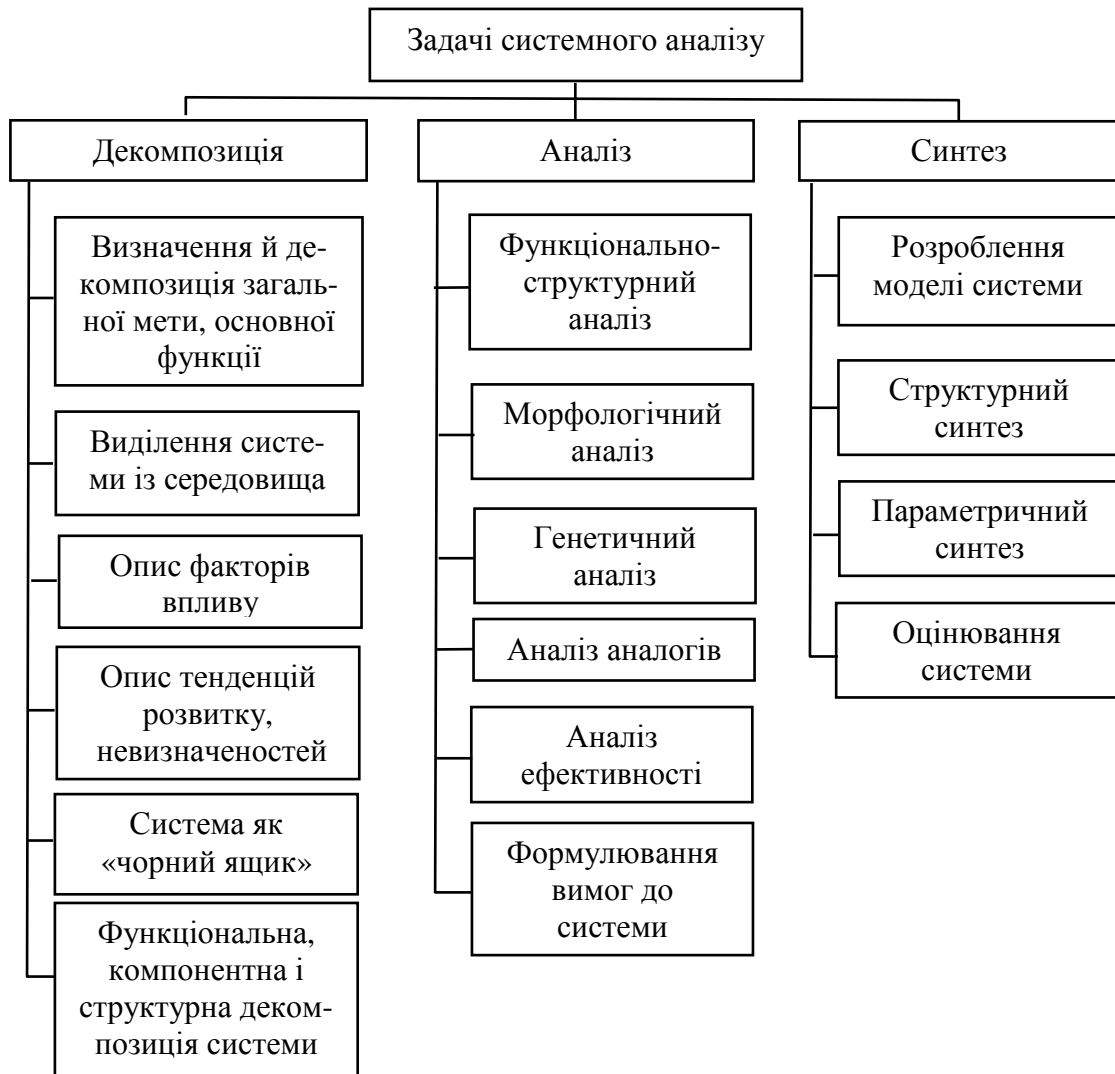 Задачі системного аналізу
Декомпозиція
Визначення й де-
композиція загаль-
ної мети, основної
функції
Виділення систе-
ми із середовища
Опис факторів
впливу
Опис тенденцій
розвитку,
невизначеностей
Система як
«чорний ящик»
Функціональна,
компонентна і
структурна деком-
позиція системи
Аналіз
Функціонально-
структурний
аналіз
Морфологічний
аналіз
Генетичний
аналіз
Аналіз аналогів
Аналіз
ефективності
Формулювання
вимог до
системи
Синтез
Розроблення
моделі системи
Структурний
синтез
Параметричний
синтез
Оцінювання
системи